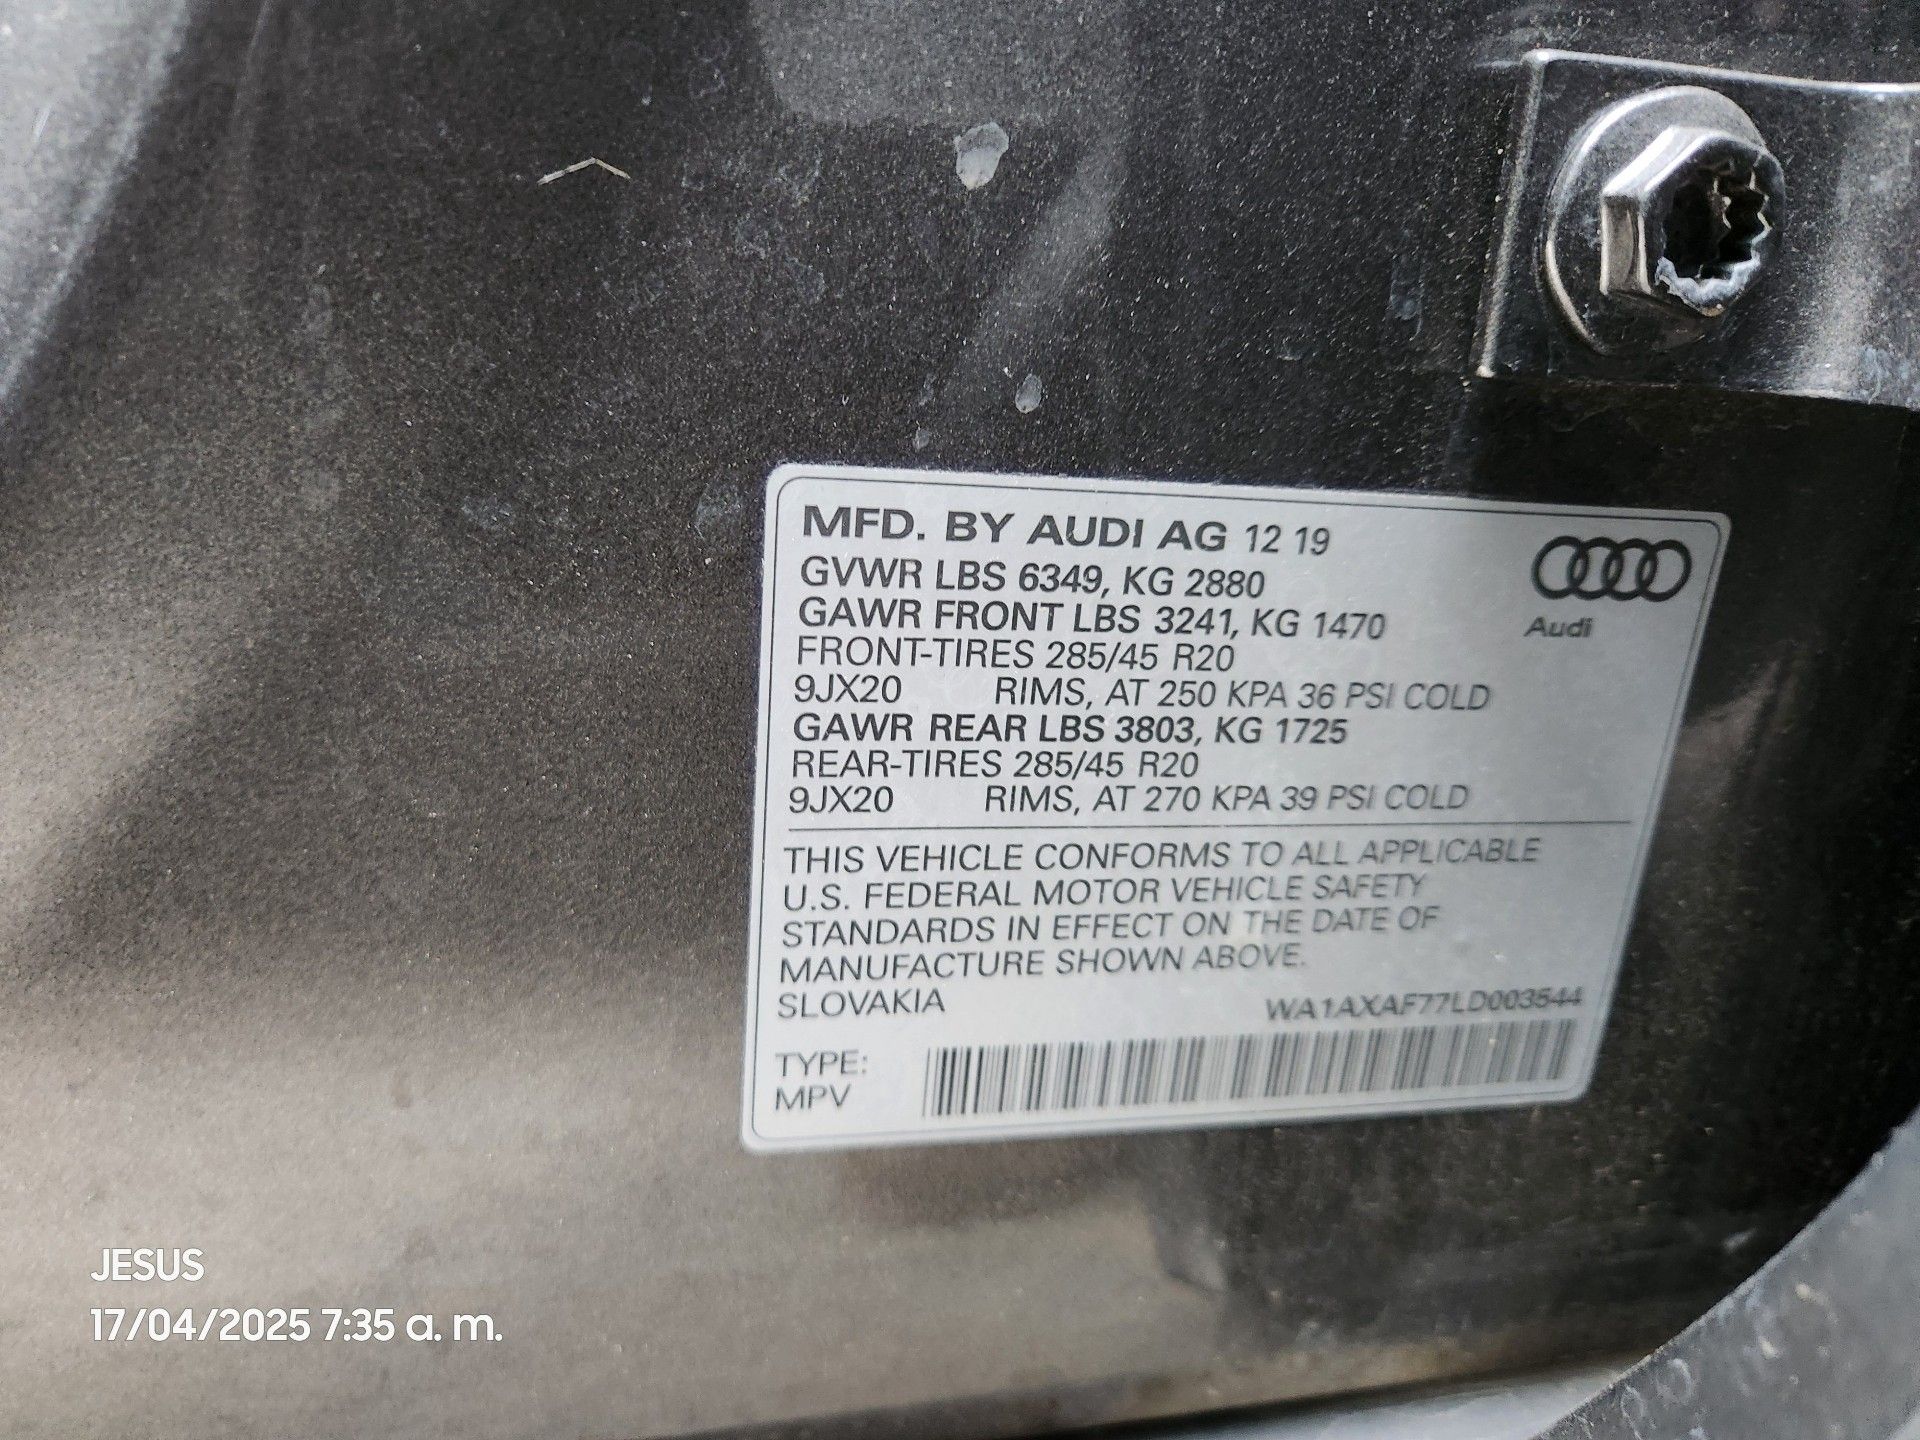 MFD. BY AUDI AG 12 19
GVWR LBS 6349, KG 2880
GAWR FRONT LBS 3241, KG 1470
FRONT-TIRES 285/45 R20
9JX20 RIMS, AT 250 KPA 36 PSI COLD
GAWR REAR LBS 3803, KG 1725
REAR-TIRES 285/45 R20
9JX20 RIMS, AT 270 KPA 39 PSI COLD
Audi
THIS VEHICLE CONFORMS TO ALL APPLICABLE
U.S. FEDERAL MOTOR VEHICLE SAFETY
STANDARDS IN EFFECT ON THE DATE OF
MANUFACTURE SHOWN ABOVE.
SLOVAKIA WA1AXAF77LD003544
TYPE:
MPV
JESUS
17/04/2025 7:35 a. m.